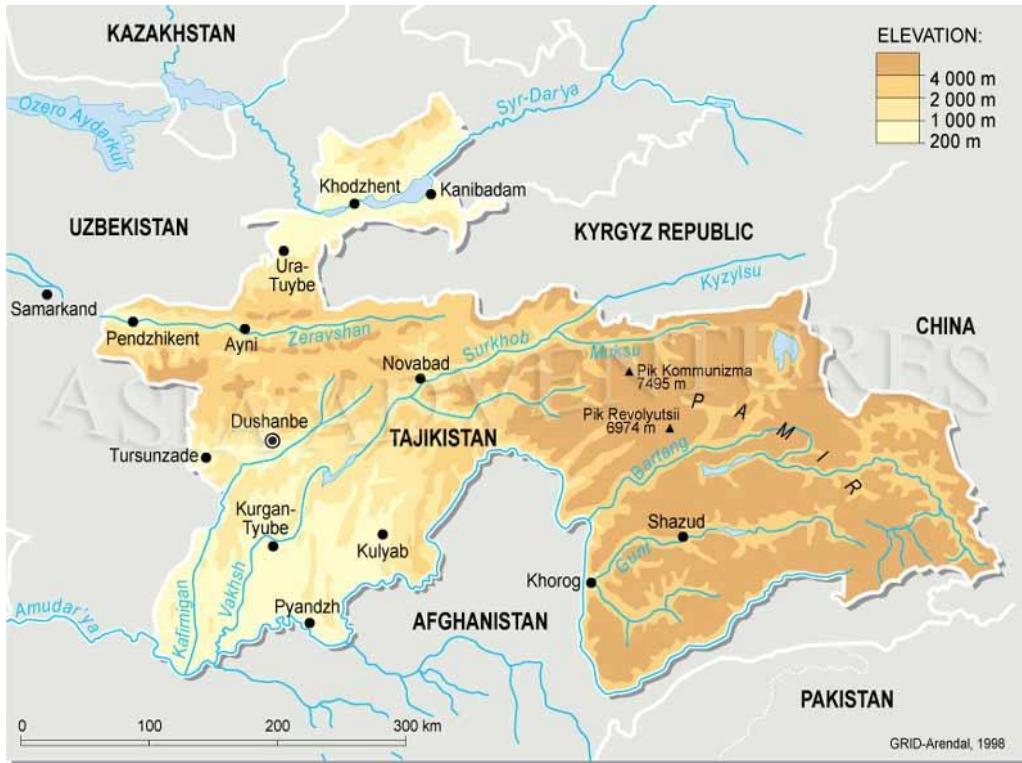 KAZAKHSTAN
ELEVATION:
4 000 m
2 000 m
1 000 m
200 m
Ozero Aydarkul'
Syr-Dar'ya
Khodzhent
Kanibadam
UZBEKISTAN
KYRGYZ REPUBLIC
Ura-
Tuybe
Kyzylsu
Samarkand
Pendzhikent
Ayni
Zeravshan
Surkhob
Muksu
CHINA
Novabad
Pik Kommunizma
7495 m
ASIA ADVENTURES
Pik Revolyutsii
6974 m
PAMIR
Dushanbe
TAJIKISTAN
Tursunzade
Bartang
Kurgan-
Tyube
Kulyab
Shazud
Gunt
Khorog
Kafirnigan
Vakhsh
Pyandzh
Amudar'ya
AFGHANISTAN
PAKISTAN
0 100 200 300 km
GRID-Arendal, 1998